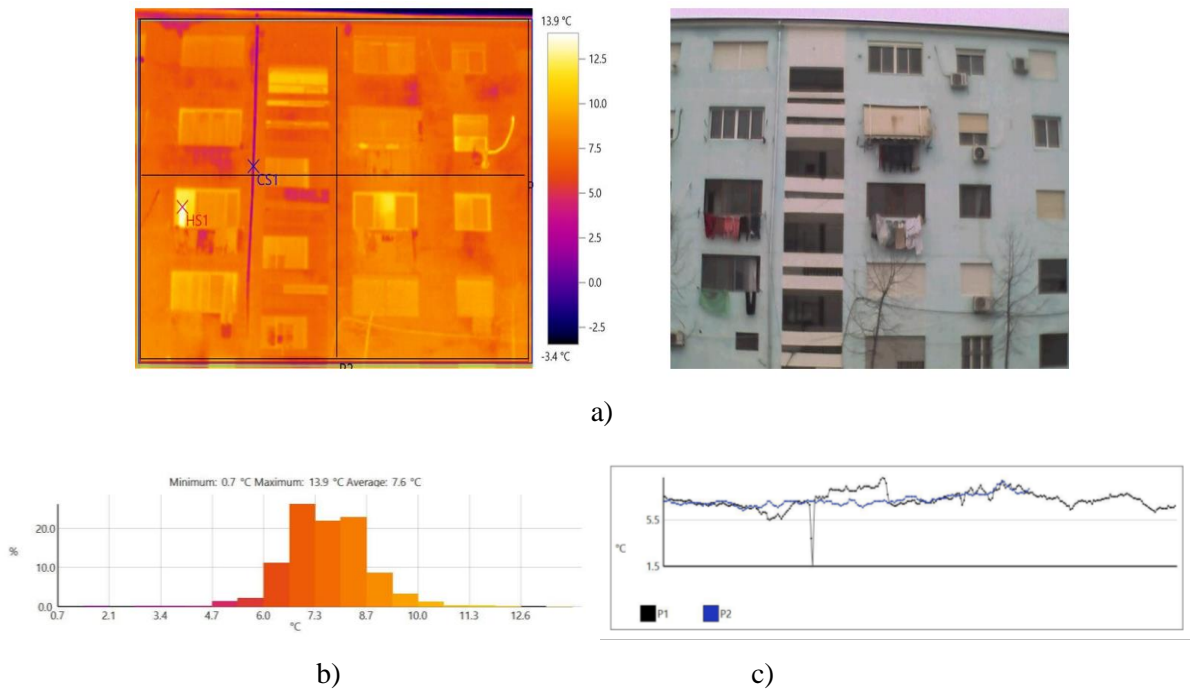 13.9 °C
12.5
10.0
7.5
5.0
2.5
0.0
-2.5
-3.4 °C
CS1
HS1
P2
a)
Minimum: 0.7 °C Maximum: 13.9 °C Average: 7.6 °C
%
20.0
10.0
0.0
0.7 2.1 3.4 4.7 6.0 7.3 8.7 10.0 11.3 12.6
°C
5.5
°C
1.5
P1 P2
b) c)